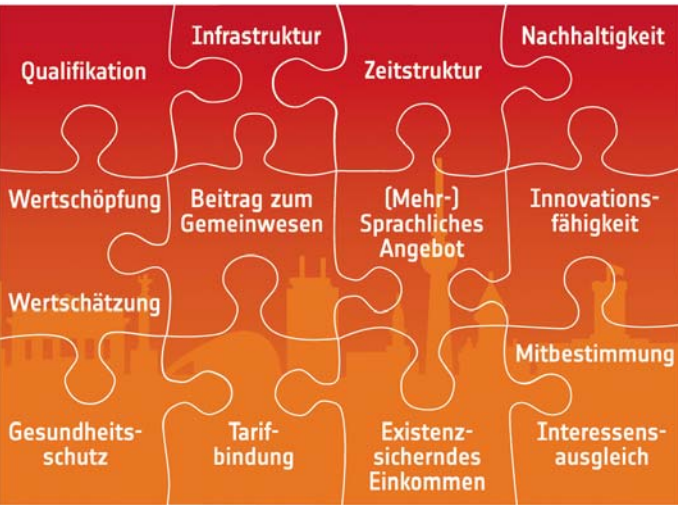 Qualifikation
Infrastruktur
Zeitstruktur
Nachhaltigkeit
Wertschöpfung
Wertschätzung
Beitrag zum
Gemeinwesen
(Mehr-)
Sprachliches
Angebot
Innovations-
fähigkeit
Gesundheits-
schutz
Tarif-
bindung
Existenz-
sicherndes
Einkommen
Mitbestimmung
Interessens-
ausgleich